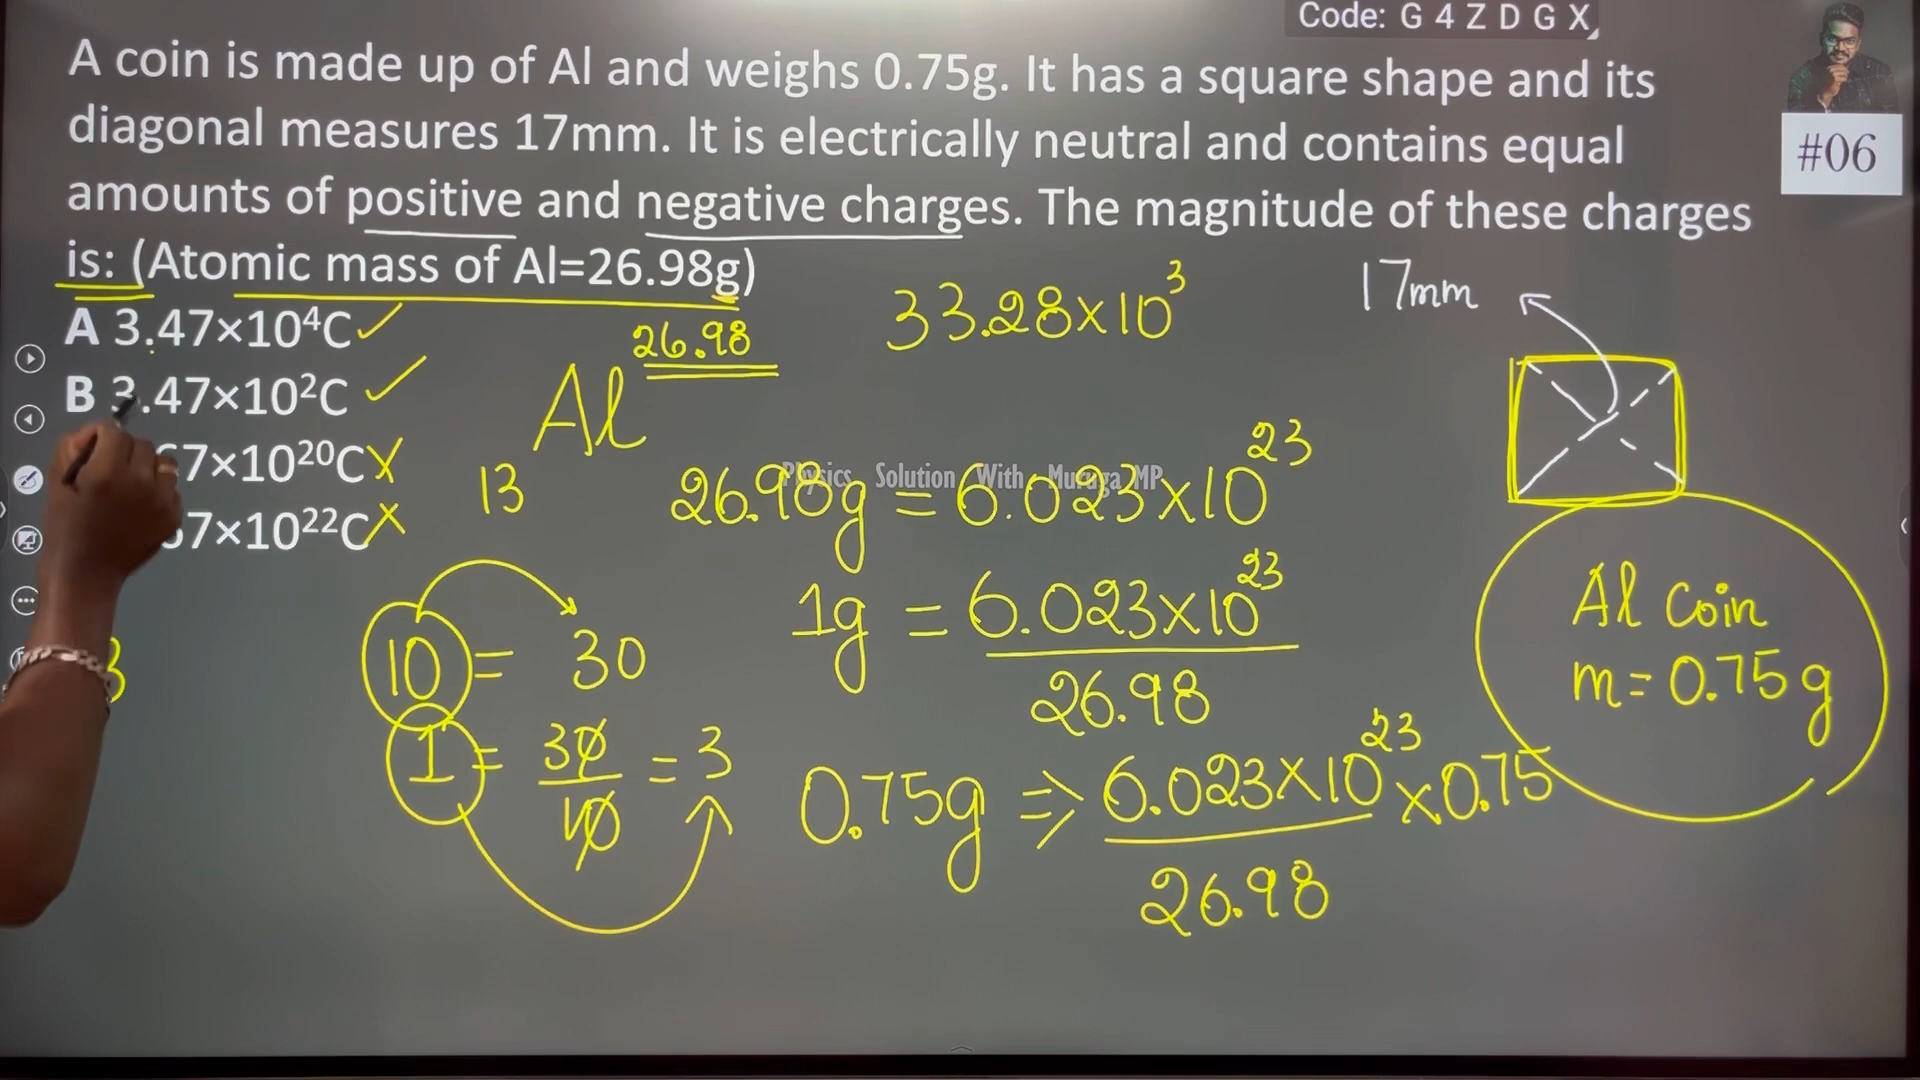 Code: G 4 Z D G X
A coin is made up of Al and weighs 0.75g. It has a square shape and its
diagonal measures 17mm. It is electrically neutral and contains equal
amounts of positive and negative charges. The magnitude of these charges
is: (Atomic mass of Al=26.98g)
#06
A 3.47×10⁴C ✓
B 3.47×10²C ✓
7×10²⁰C X
7×10²²C X
26.98
33.28×10³
17mm
Al
13
Physics Solution With Muruga MP
26.98g = 6.023×10²³
1g = 6.023×10²³
26.98
Al Coin
m = 0.75g
10 = 30
1 = 30
10
= 3
0.75g ⇒ 6.023×10²³ × 0.75
26.98
3